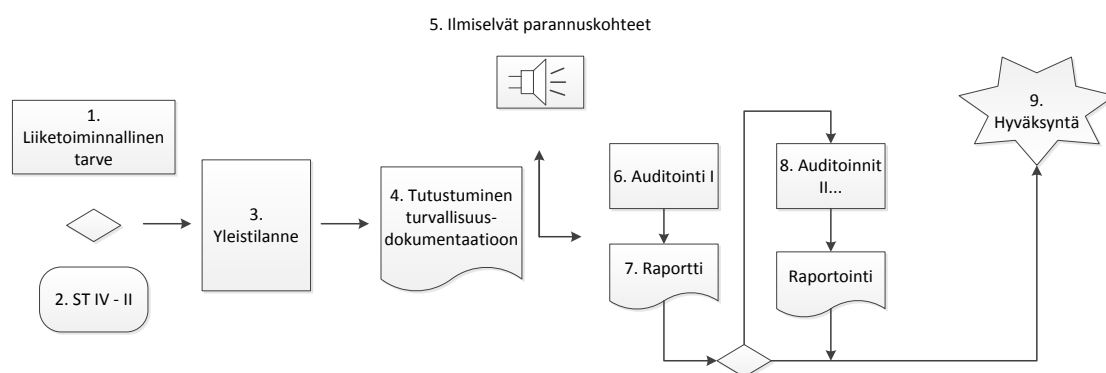 5. Ilmiselvät parannuskohteet
1.
Liiketoiminnallinen
tarve
2. ST IV - II
3.
Yleistilanne
4. Tutustuminen
turvallisuus-
dokumentaatioon
6. Auditointi I
7. Raportti
8. Auditoinnit
II...
Raportointi
9.
Hyväksyntä